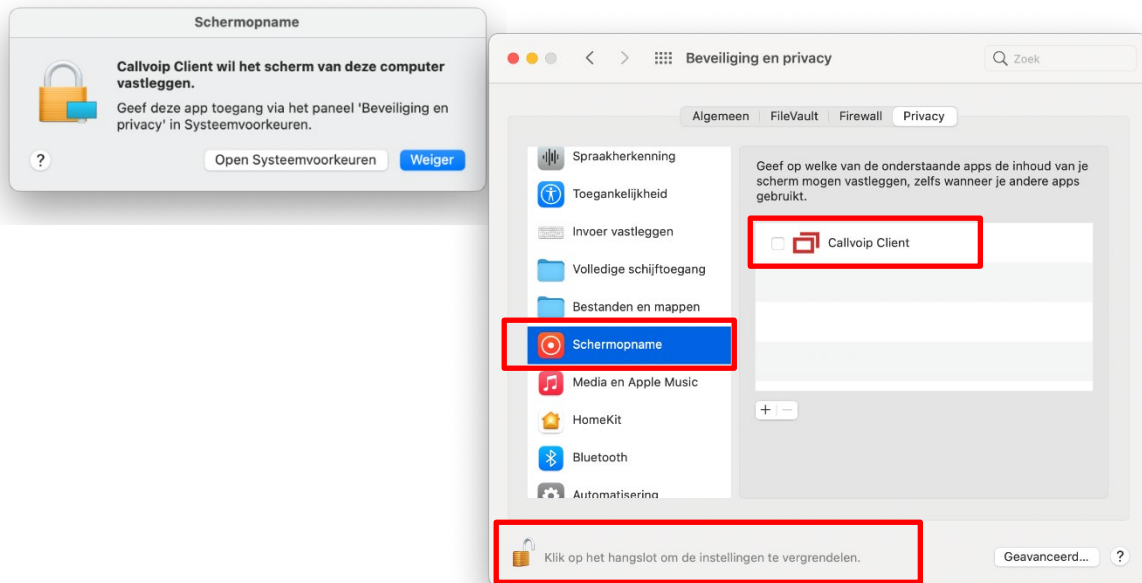 Schermopname
Callvoip Client wil het scherm van deze computer
vastleggen.
Geef deze app toegang via het paneel 'Beveiliging en
privacy' in Systeemvoorkeuren.
?
Open Systeemvoorkeuren
Weiger
Beveiliging en privacy
Zoek
Algemeen
FileVault
Firewall
Privacy
Spraakherkenning
Toegankelijkheid
Invoer vastleggen
Volledige schijftoegang
Bestanden en mappen
Schermopname
Media en Apple Music
HomeKit
Bluetooth
Automatisering
Geef op welke van de onderstaande apps de inhoud van je
scherm mogen vastleggen, zelfs wanneer je andere apps
gebruikt.
Callvoip Client
+ −
Klik op het hangslot om de instellingen te vergrendelen.
Geavanceerd...
?